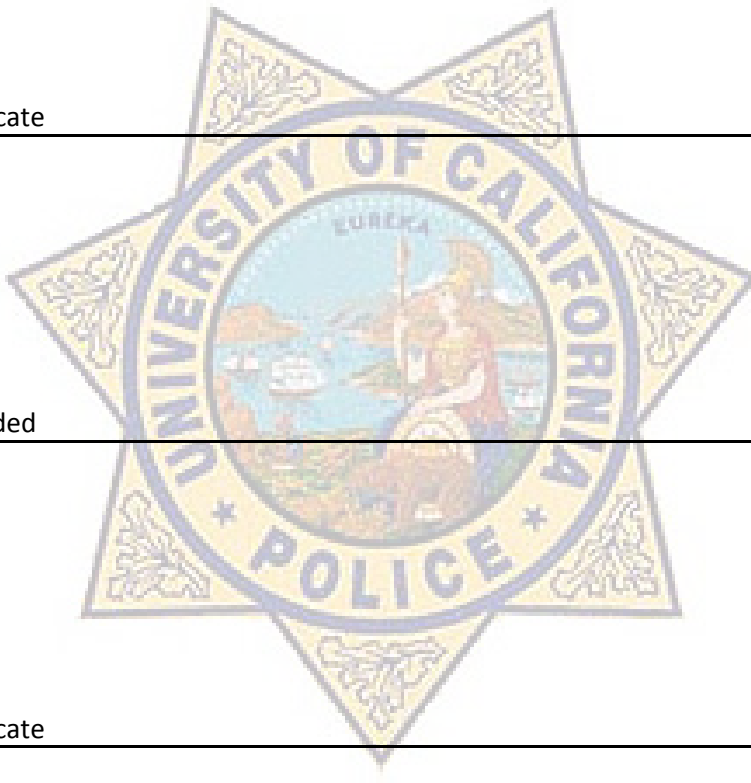 cate
UNIVERSITY OF CALIFORNIA
EUREKA
ded
POLICE
cate